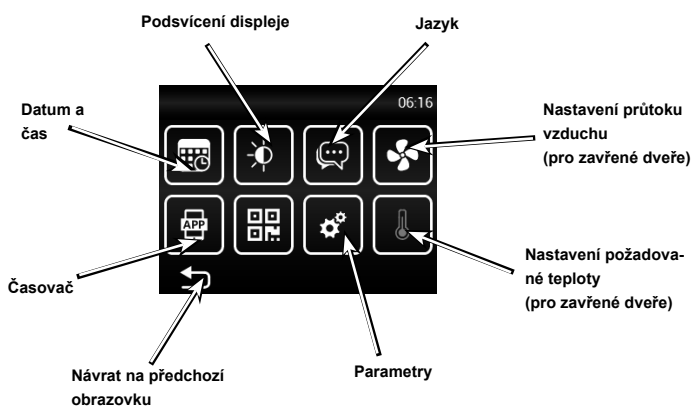 Podsvícení displeje
Jazyk
06:16
Datum a
čas
Nastavení průtoku
vzduchu
(pro zavřené dveře)
APP
Nastavení požadova-
né teploty
(pro zavřené dveře)
Časovač
Návrat na předchozí
obrazovku
Parametry